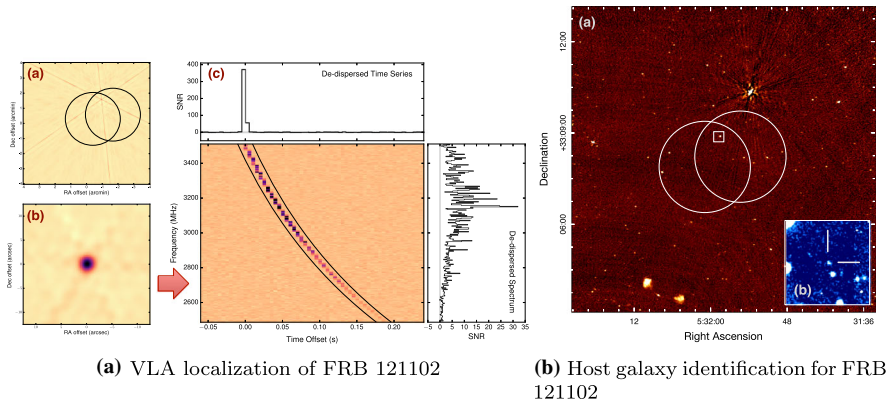 (a)
Dec offset (arcmin)
RA offset (arcmin)
(b)
Dec offset (arcsec)
RA offset (arcsec)
(c)
De-dispersed Time Series
SNR
400
300
200
100
0
Frequency (MHz)
3400
3200
3000
2800
2600
−0.05
0.00
0.05
0.10
0.15
0.20
Time Offset (s)
De-dispersed Spectrum
−5 0 5 10 15 20 25 30 35
SNR
(a) VLA localization of FRB 121102
(a)
Declination
12:00
+33:09:00
06:00
12
5:32:00
48
31:36
Right Ascension
(b)
(b) Host galaxy identification for FRB
121102